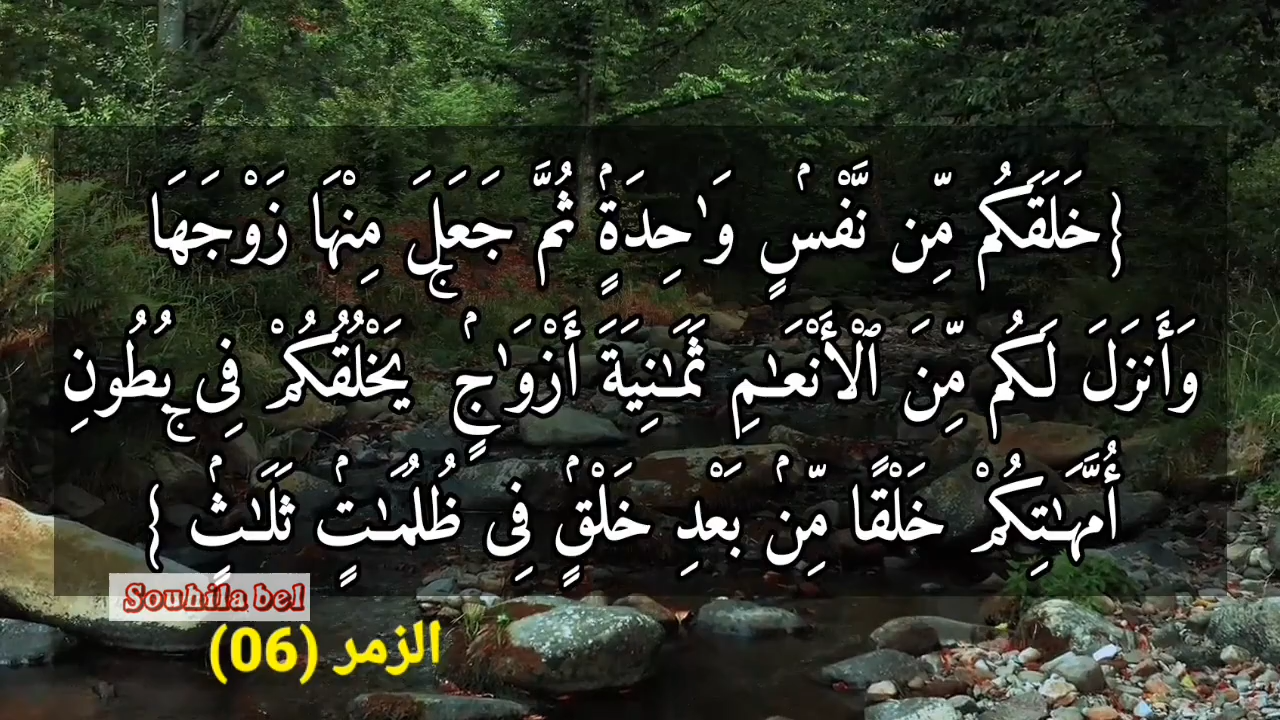 {خَلَقَكُم مِّن نَّفْسٍۢ وَٰحِدَةٍۢ ثُمَّ جَعَلَ مِنْهَا زَوْجَهَا
وَأَنزَلَ لَكُم مِّنَ ٱلْأَنْعَـٰمِ ثَمَـٰنِيَةَ أَزْوَٰجٍۢ يَخْلُقُكُمْ فِى بُطُونِ
أُمَّهَـٰتِكُمْ خَلْقًا مِّنۢ بَعْدِ خَلْقٍۢ فِى ظُلُمَـٰتٍۢ ثَلَـٰثٍۢ }
Souhila bel
الزمر (06)